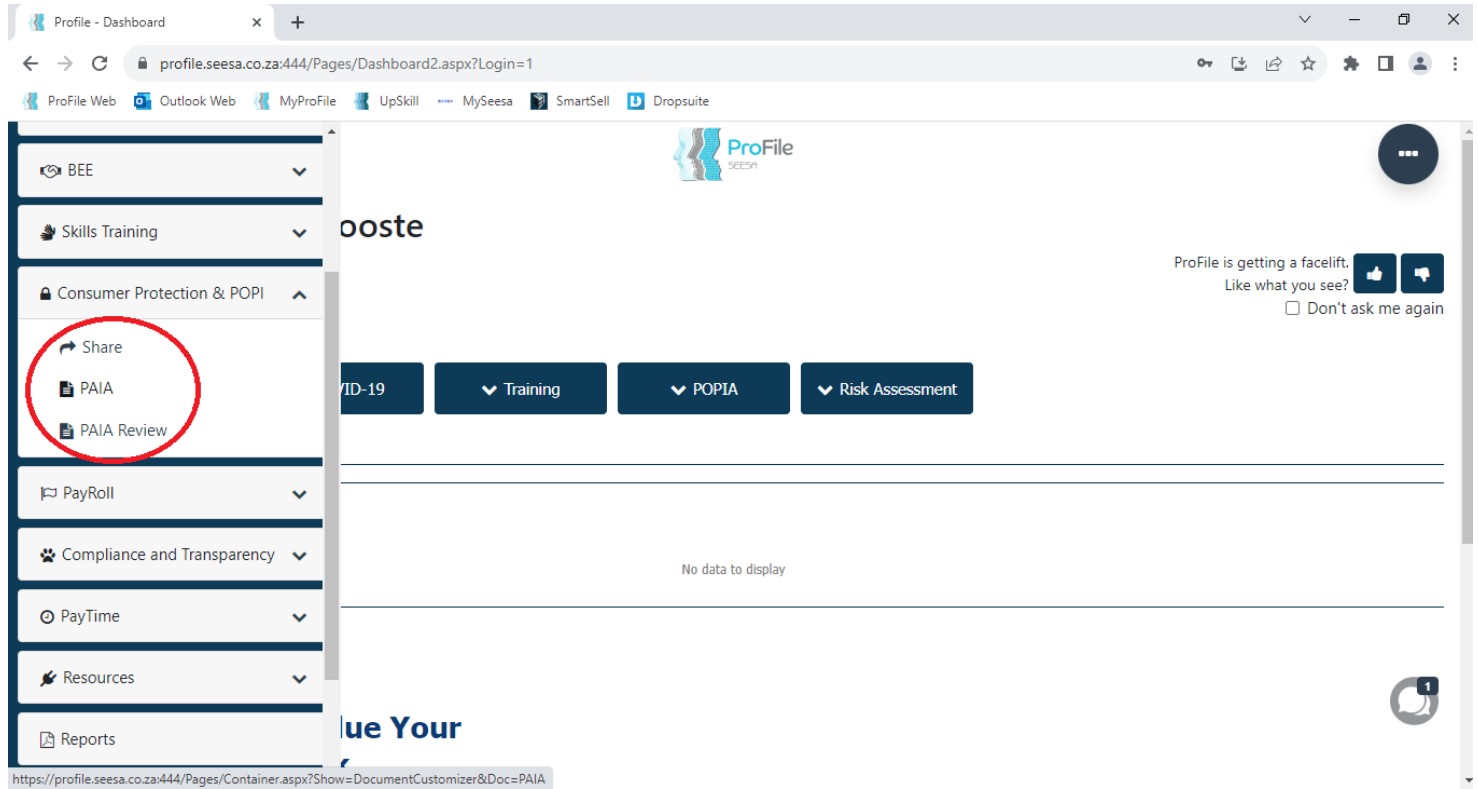 Profile - Dashboard
profile.seesa.co.za:444/Pages/Dashboard2.aspx?Login=1
ProFile Web Outlook Web MyProFile UpSkill MySeesa SmartSell Dropsuite
BEE
Skills Training
Consumer Protection & POPI
Share
PAIA
PAIA Review
PayRoll
Compliance and Transparency
PayTime
Resources
Reports
https://profile.seesa.co.za:444/Pages/Container.aspx?Show=DocumentCustomizer&Doc=PAIA
ProFile
SEESA
ooste
ProFile is getting a facelift.
Like what you see?
Don't ask me again
VID-19 Training POPIA Risk Assessment
No data to display
lue Your
1